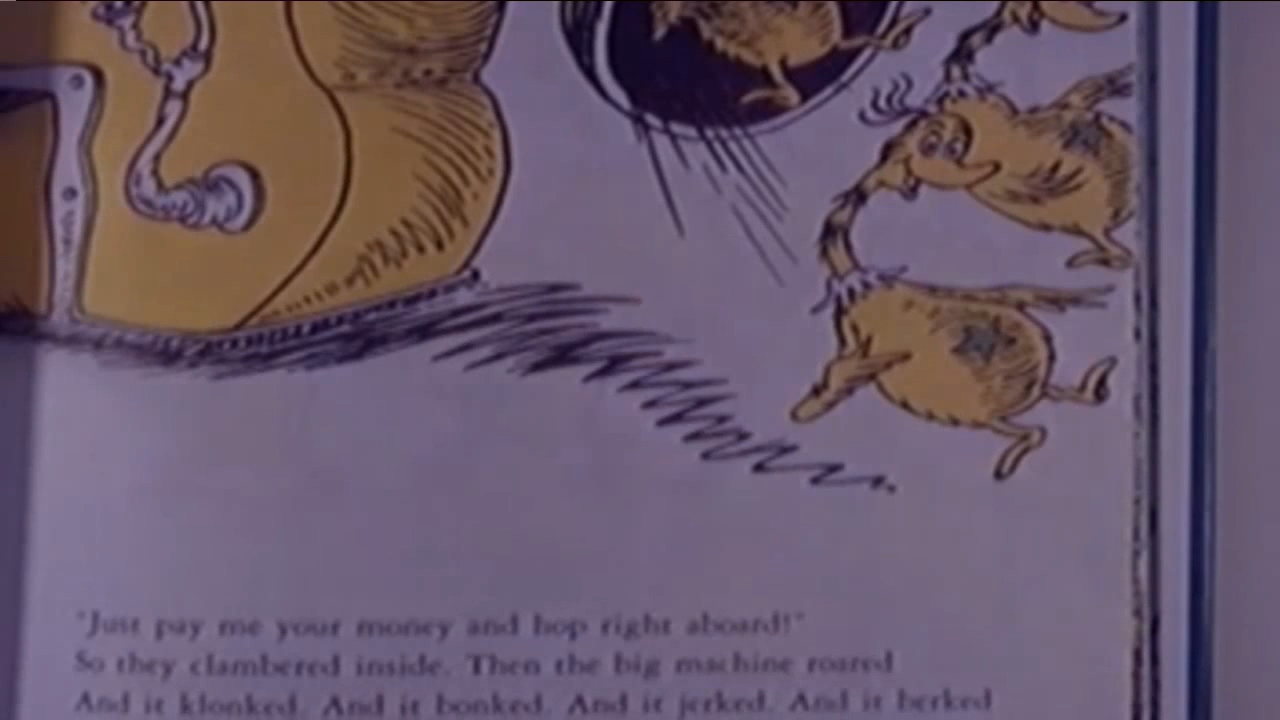 "Just pay me your money and hop right aboard!"
So they clambered inside. Then the big machine roared
And it klonked. And it bonked. And it jerked. And it berked